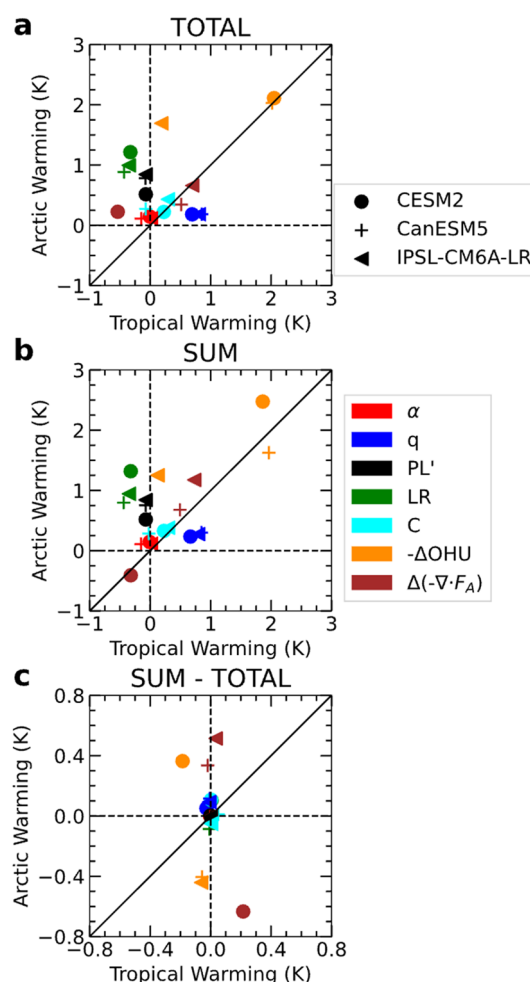 a
TOTAL
3
2
1
0
−1
−1 0 1 2 3
Arctic Warming (K)
Tropical Warming (K)
CESM2
CanESM5
IPSL-CM6A-LR
b
SUM
3
2
1
0
−1
−1 0 1 2 3
Arctic Warming (K)
Tropical Warming (K)
α
q
PL'
LR
C
-ΔOHU
Δ(-∇·F_A)
c
SUM - TOTAL
0.8
0.4
0.0
−0.4
−0.8
−0.8 −0.4 0.0 0.4 0.8
Arctic Warming (K)
Tropical Warming (K)